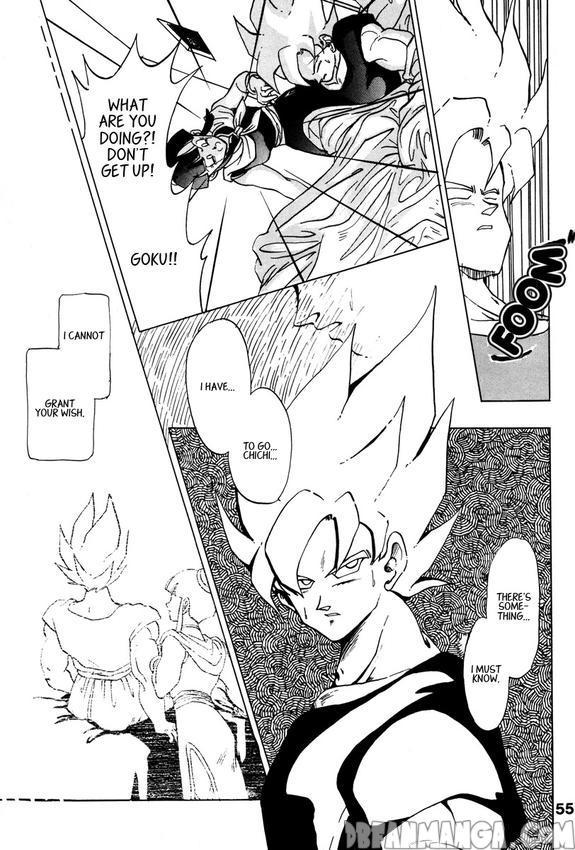 WHAT
ARE YOU
DOING?!
DON'T
GET UP!
GOKU!!
FOOM
I HAVE...
TO GO...
CHICHI...
I CANNOT
GRANT
YOUR WISH.
THERE'S
SOME-
THING...
I MUST
KNOW.
55
DBFANMANGA.COM